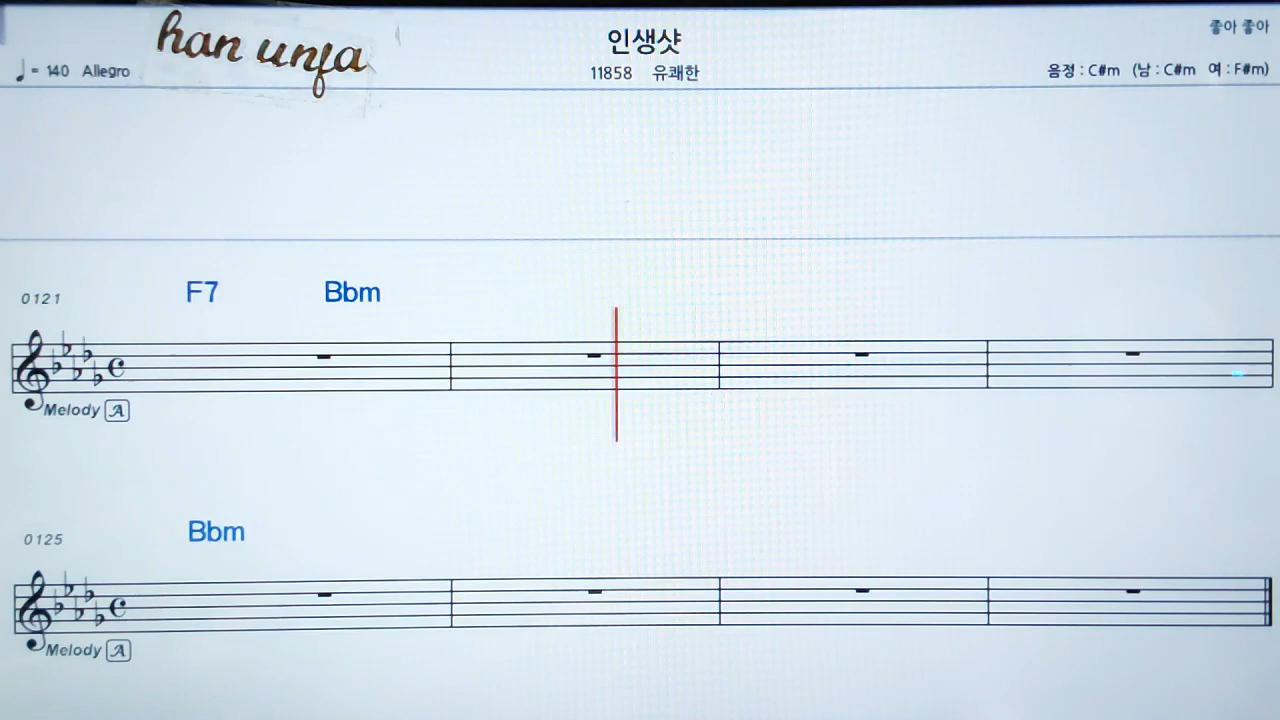 han unfa
인생샷
좋아 좋아
♩= 140 Allegro
11858 유쾌한
음정 : C#m (남 : C#m 여 : F#m)
F7 Bbm
0121
Melody A
Bbm
0125
Melody A